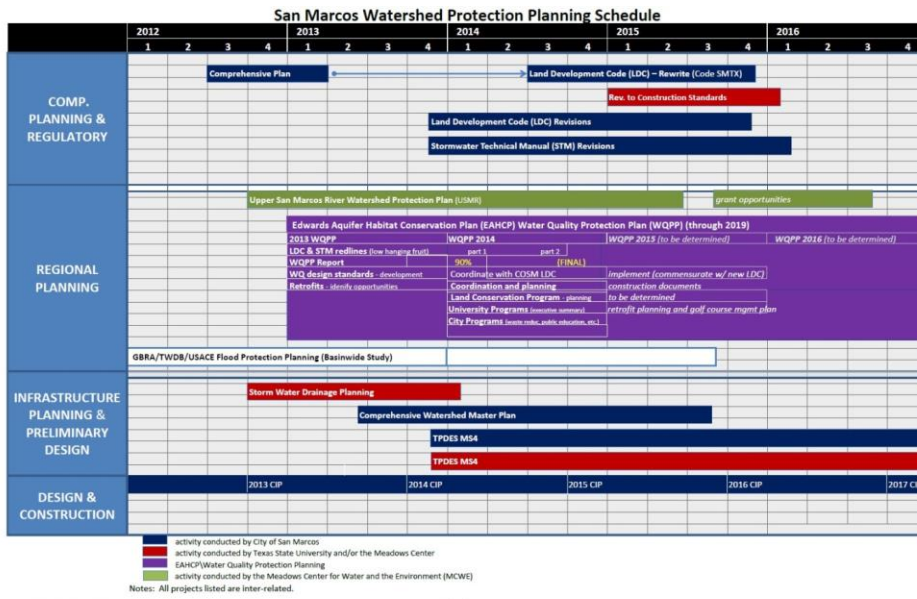 San Marcos Watershed Protection Planning Schedule
2012 2013 2014 2015 2016
1 2 3 4 1 2 3 4 1 2 3 4 1 2 3 4 1 2 3 4
COMP.
PLANNING &
REGULATORY
Comprehensive Plan
Land Development Code (LDC) – Rewrite (Code SMTX)
Rev. to Construction Standards
Land Development Code (LDC) Revisions
Stormwater Technical Manual (STM) Revisions
REGIONAL
PLANNING
Upper San Marcos River Watershed Protection Plan (USMR) grant opportunities
Edwards Aquifer Habitat Conservation Plan (EAHCP) Water Quality Protection Plan (WQPP) (through 2019)
2013 WQPP WQPP 2014 WQPP 2015 (to be determined) WQPP 2016 (to be determined)
LDC & STM redlines (low hanging fruit) part 1 part 2
WQPP Report 90% (FINAL)
WQ design standards - development Coordinate with COSM LDC implement (commensurate w/ new LDC)
Retrofits - idenify opportunities Coordination and planning construction documents
Land Conservation Program - planning to be determined
University Programs (executive summary) retrofit planning and golf course mgmt plan
City Programs (waste reduc, public education, etc.)
GBRA/TWDB/USACE Flood Protection Planning (Basinwide Study)
INFRASTRUCTURE
PLANNING &
PRELIMINARY
DESIGN
Storm Water Drainage Planning
Comprehensive Watershed Master Plan
TPDES MS4
TPDES MS4
DESIGN &
CONSTRUCTION
2013 CIP 2014 CIP 2015 CIP 2016 CIP 2017 CI
activity conducted by City of San Marcos
activity conducted by Texas State University and/or the Meadows Center
EAHCP\Water Quality Protection Planning
activity conducted by the Meadows Center for Water and the Environment (MCWE)
Notes: All projects listed are inter-related.